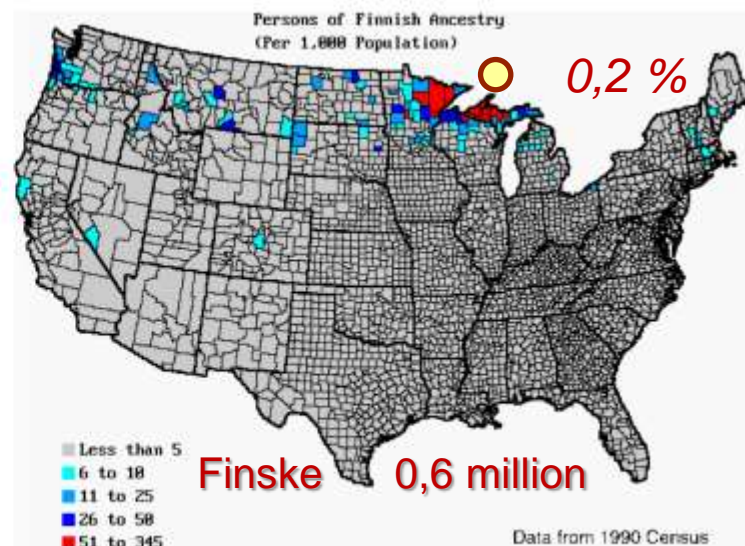 Persons of Finnish Ancestry
(Per 1,000 Population)
0,2 %
Less than 5
6 to 10
11 to 25
26 to 50
51 to 345
Finske 0,6 million
Data from 1990 Census